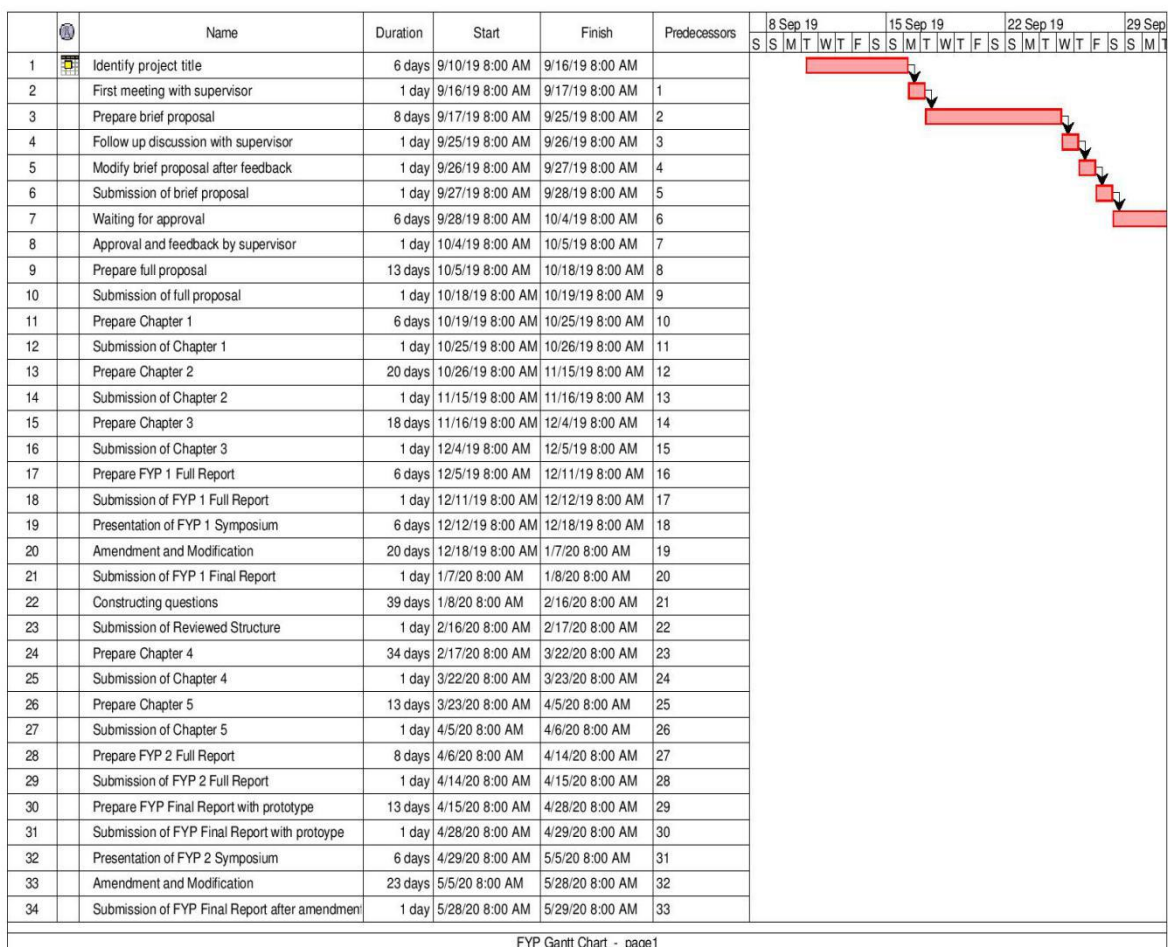 Name Duration Start Finish Predecessors 8 Sep 19 15 Sep 19 22 Sep 19 29 Sep
S S M T W T F S S M T W T F S S M T W T F S S M T
1 Identify project title 6 days 9/10/19 8:00 AM 9/16/19 8:00 AM
2 First meeting with supervisor 1 day 9/16/19 8:00 AM 9/17/19 8:00 AM 1
3 Prepare brief proposal 8 days 9/17/19 8:00 AM 9/25/19 8:00 AM 2
4 Follow up discussion with supervisor 1 day 9/25/19 8:00 AM 9/26/19 8:00 AM 3
5 Modify brief proposal after feedback 1 day 9/26/19 8:00 AM 9/27/19 8:00 AM 4
6 Submission of brief proposal 1 day 9/27/19 8:00 AM 9/28/19 8:00 AM 5
7 Waiting for approval 6 days 9/28/19 8:00 AM 10/4/19 8:00 AM 6
8 Approval and feedback by supervisor 1 day 10/4/19 8:00 AM 10/5/19 8:00 AM 7
9 Prepare full proposal 13 days 10/5/19 8:00 AM 10/18/19 8:00 AM 8
10 Submission of full proposal 1 day 10/18/19 8:00 AM 10/19/19 8:00 AM 9
11 Prepare Chapter 1 6 days 10/19/19 8:00 AM 10/25/19 8:00 AM 10
12 Submission of Chapter 1 1 day 10/25/19 8:00 AM 10/26/19 8:00 AM 11
13 Prepare Chapter 2 20 days 10/26/19 8:00 AM 11/15/19 8:00 AM 12
14 Submission of Chapter 2 1 day 11/15/19 8:00 AM 11/16/19 8:00 AM 13
15 Prepare Chapter 3 18 days 11/16/19 8:00 AM 12/4/19 8:00 AM 14
16 Submission of Chapter 3 1 day 12/4/19 8:00 AM 12/5/19 8:00 AM 15
17 Prepare FYP 1 Full Report 6 days 12/5/19 8:00 AM 12/11/19 8:00 AM 16
18 Submission of FYP 1 Full Report 1 day 12/11/19 8:00 AM 12/12/19 8:00 AM 17
19 Presentation of FYP 1 Symposium 6 days 12/12/19 8:00 AM 12/18/19 8:00 AM 18
20 Amendment and Modification 20 days 12/18/19 8:00 AM 1/7/20 8:00 AM 19
21 Submission of FYP 1 Final Report 1 day 1/7/20 8:00 AM 1/8/20 8:00 AM 20
22 Constructing questions 39 days 1/8/20 8:00 AM 2/16/20 8:00 AM 21
23 Submission of Reviewed Structure 1 day 2/16/20 8:00 AM 2/17/20 8:00 AM 22
24 Prepare Chapter 4 34 days 2/17/20 8:00 AM 3/22/20 8:00 AM 23
25 Submission of Chapter 4 1 day 3/22/20 8:00 AM 3/23/20 8:00 AM 24
26 Prepare Chapter 5 13 days 3/23/20 8:00 AM 4/5/20 8:00 AM 25
27 Submission of Chapter 5 1 day 4/5/20 8:00 AM 4/6/20 8:00 AM 26
28 Prepare FYP 2 Full Report 8 days 4/6/20 8:00 AM 4/14/20 8:00 AM 27
29 Submission of FYP 2 Full Report 1 day 4/14/20 8:00 AM 4/15/20 8:00 AM 28
30 Prepare FYP Final Report with prototype 13 days 4/15/20 8:00 AM 4/28/20 8:00 AM 29
31 Submission of FYP Final Report with protoype 1 day 4/28/20 8:00 AM 4/29/20 8:00 AM 30
32 Presentation of FYP 2 Symposium 6 days 4/29/20 8:00 AM 5/5/20 8:00 AM 31
33 Amendment and Modification 23 days 5/5/20 8:00 AM 5/28/20 8:00 AM 32
34 Submission of FYP Final Report after amendment 1 day 5/28/20 8:00 AM 5/29/20 8:00 AM 33
FYP Gantt Chart - page1